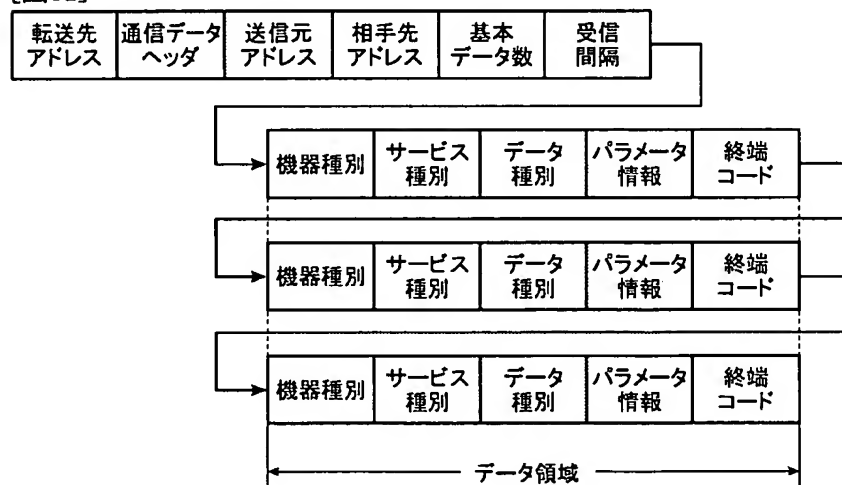 転送先 通信データ 送信元 相手先 基本 受信
アドレス ヘッダ アドレス アドレス データ数 間隔
機器種別 サービス データ パラメータ 終端
種別 種別 情報 コード
機器種別 サービス データ パラメータ 終端
種別 種別 情報 コード
機器種別 サービス データ パラメータ 終端
種別 種別 情報 コード
データ領域